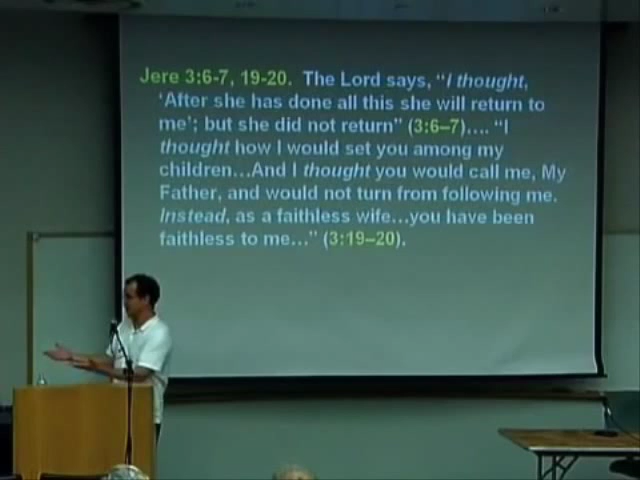 Jere 3:6-7, 19-20. The Lord says, “I thought,
‘After she has done all this she will return to
me’; but she did not return” (3:6–7)…. “I
thought how I would set you among my
children…And I thought you would call me, My
Father, and would not turn from following me.
Instead, as a faithless wife…you have been
faithless to me…” (3:19–20).